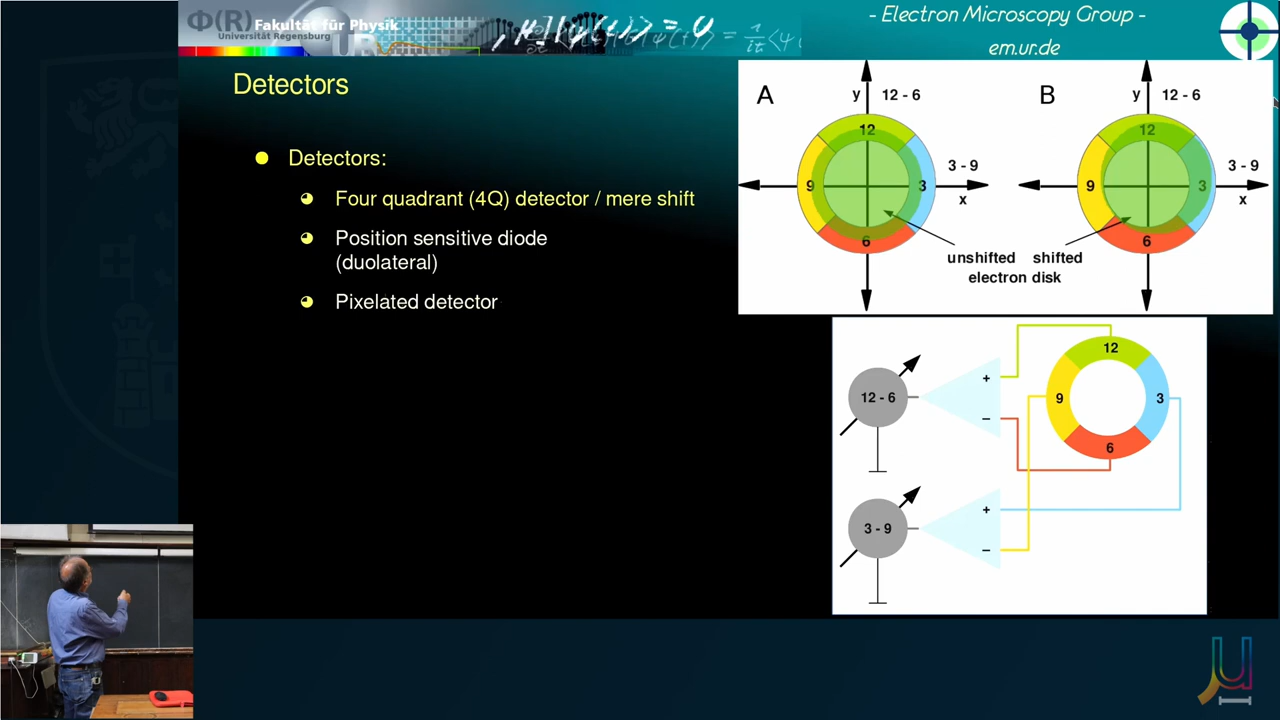 Φ(R) Fakultät für Physik
Universität Regensburg
UR
- Electron Microscopy Group -
em.ur.de
Detectors
Detectors:
Four quadrant (4Q) detector / mere shift
Position sensitive diode
(duolateral)
Pixelated detector
A
y
12 - 6
12
9
3
6
3 - 9
x
B
y
12 - 6
12
9
3
6
3 - 9
x
unshifted shifted
electron disk
12 - 6
+
−
12
9
3
6
3 - 9
+
−
μ